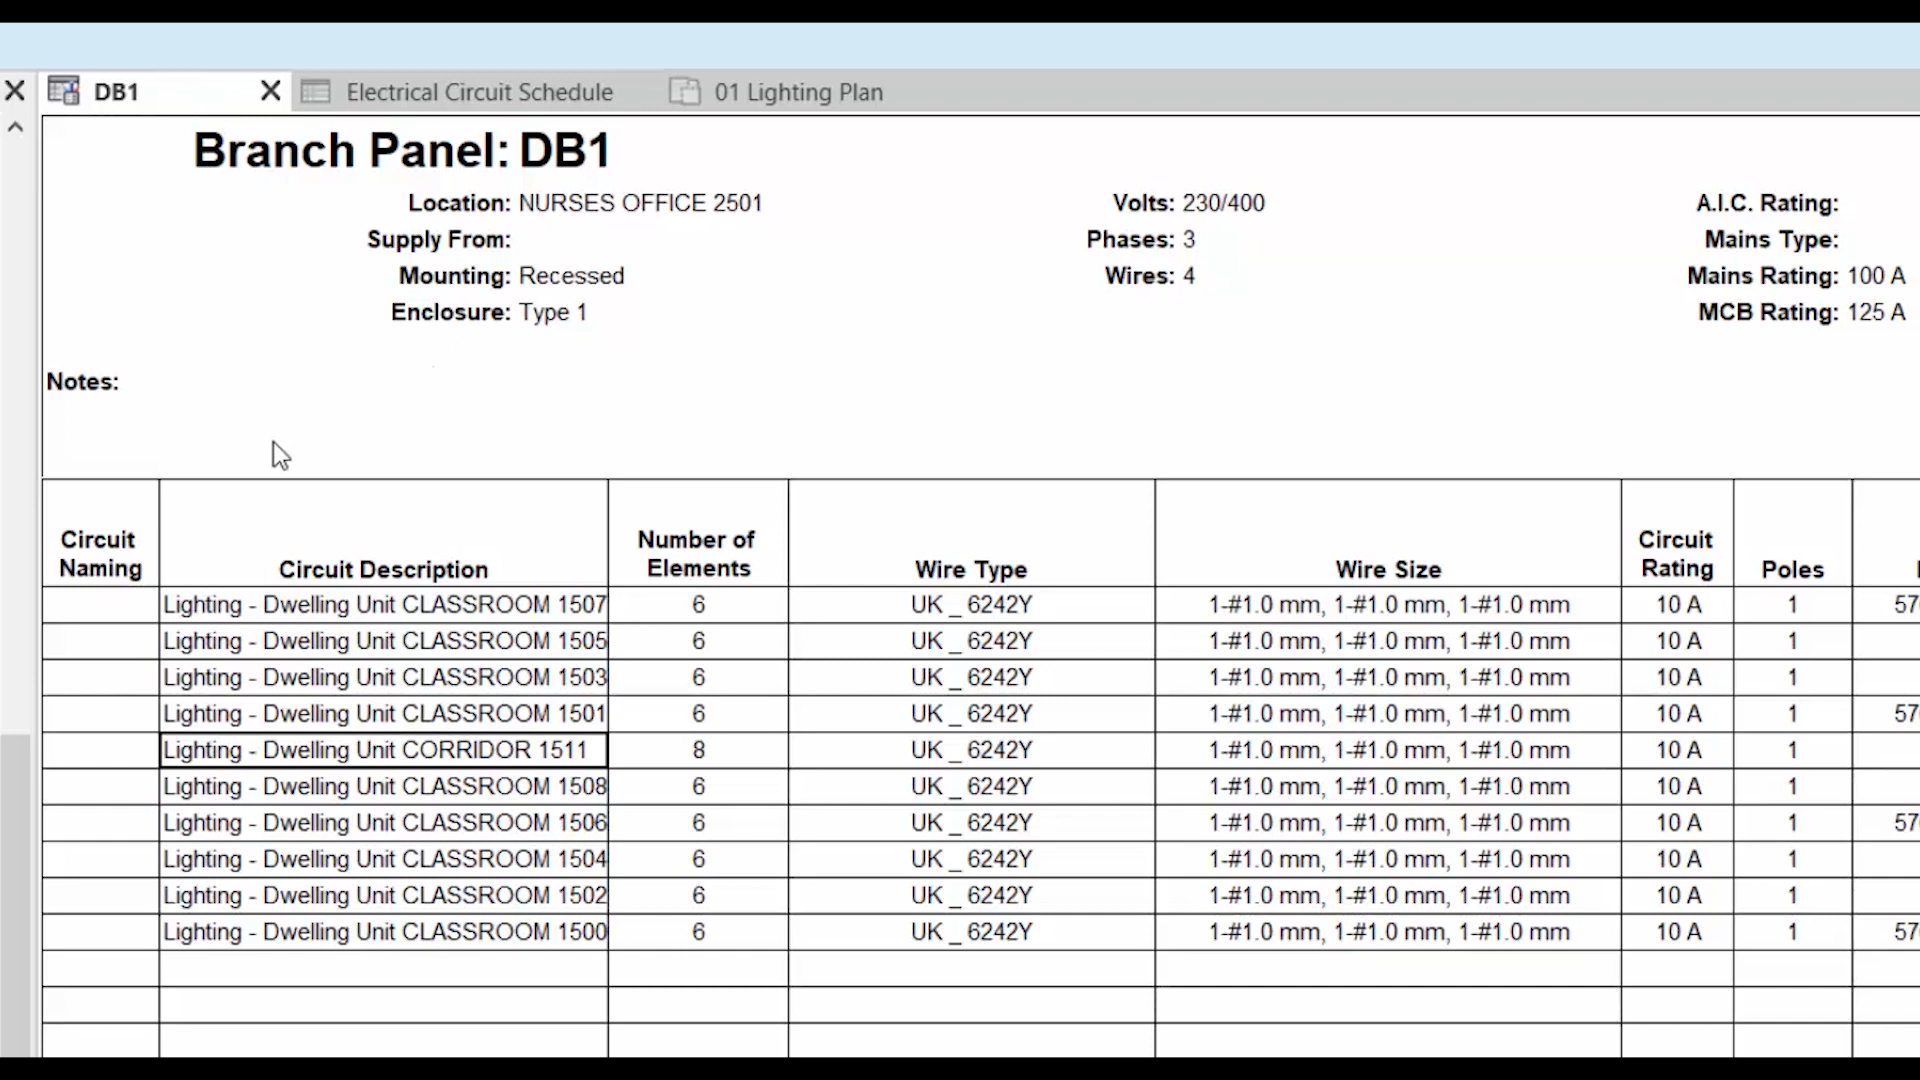 DB1 Electrical Circuit Schedule 01 Lighting Plan
Branch Panel: DB1
Location: NURSES OFFICE 2501 Volts: 230/400 A.I.C. Rating:
Supply From: Phases: 3 Mains Type:
Mounting: Recessed Wires: 4 Mains Rating: 100 A
Enclosure: Type 1 MCB Rating: 125 A
Notes:
Circuit Naming Circuit Description Number of Elements Wire Type Wire Size Circuit Rating Poles
Lighting - Dwelling Unit CLASSROOM 1507 6 UK _ 6242Y 1-#1.0 mm, 1-#1.0 mm, 1-#1.0 mm 10 A 1
Lighting - Dwelling Unit CLASSROOM 1505 6 UK _ 6242Y 1-#1.0 mm, 1-#1.0 mm, 1-#1.0 mm 10 A 1
Lighting - Dwelling Unit CLASSROOM 1503 6 UK _ 6242Y 1-#1.0 mm, 1-#1.0 mm, 1-#1.0 mm 10 A 1
Lighting - Dwelling Unit CLASSROOM 1501 6 UK _ 6242Y 1-#1.0 mm, 1-#1.0 mm, 1-#1.0 mm 10 A 1
Lighting - Dwelling Unit CORRIDOR 1511 8 UK _ 6242Y 1-#1.0 mm, 1-#1.0 mm, 1-#1.0 mm 10 A 1
Lighting - Dwelling Unit CLASSROOM 1508 6 UK _ 6242Y 1-#1.0 mm, 1-#1.0 mm, 1-#1.0 mm 10 A 1
Lighting - Dwelling Unit CLASSROOM 1506 6 UK _ 6242Y 1-#1.0 mm, 1-#1.0 mm, 1-#1.0 mm 10 A 1
Lighting - Dwelling Unit CLASSROOM 1504 6 UK _ 6242Y 1-#1.0 mm, 1-#1.0 mm, 1-#1.0 mm 10 A 1
Lighting - Dwelling Unit CLASSROOM 1502 6 UK _ 6242Y 1-#1.0 mm, 1-#1.0 mm, 1-#1.0 mm 10 A 1
Lighting - Dwelling Unit CLASSROOM 1500 6 UK _ 6242Y 1-#1.0 mm, 1-#1.0 mm, 1-#1.0 mm 10 A 1